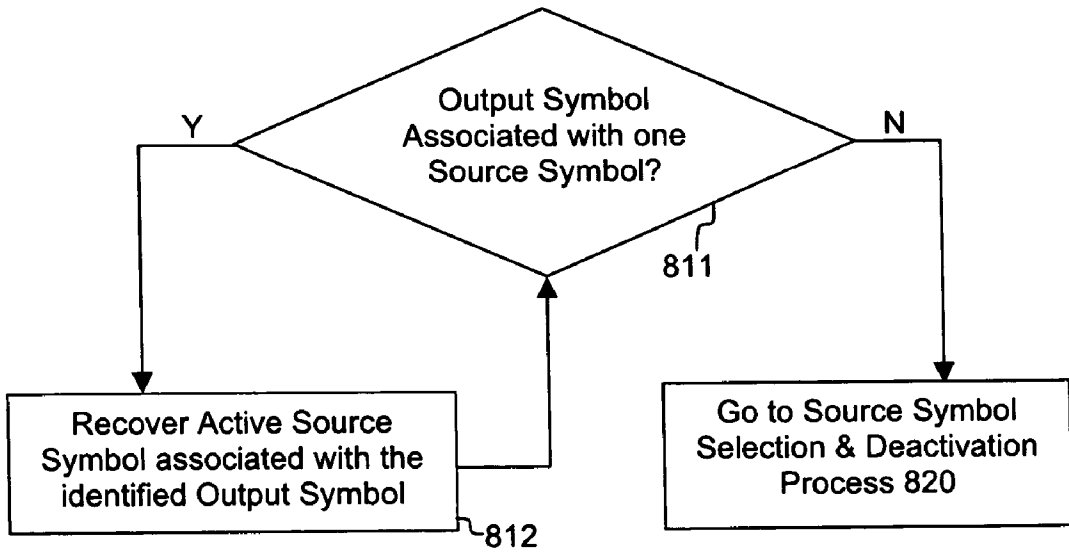 Output Symbol
Associated with one
Source Symbol?
Y
N
811
Recover Active Source
Symbol associated with the
identified Output Symbol
812
Go to Source Symbol
Selection & Deactivation
Process 820